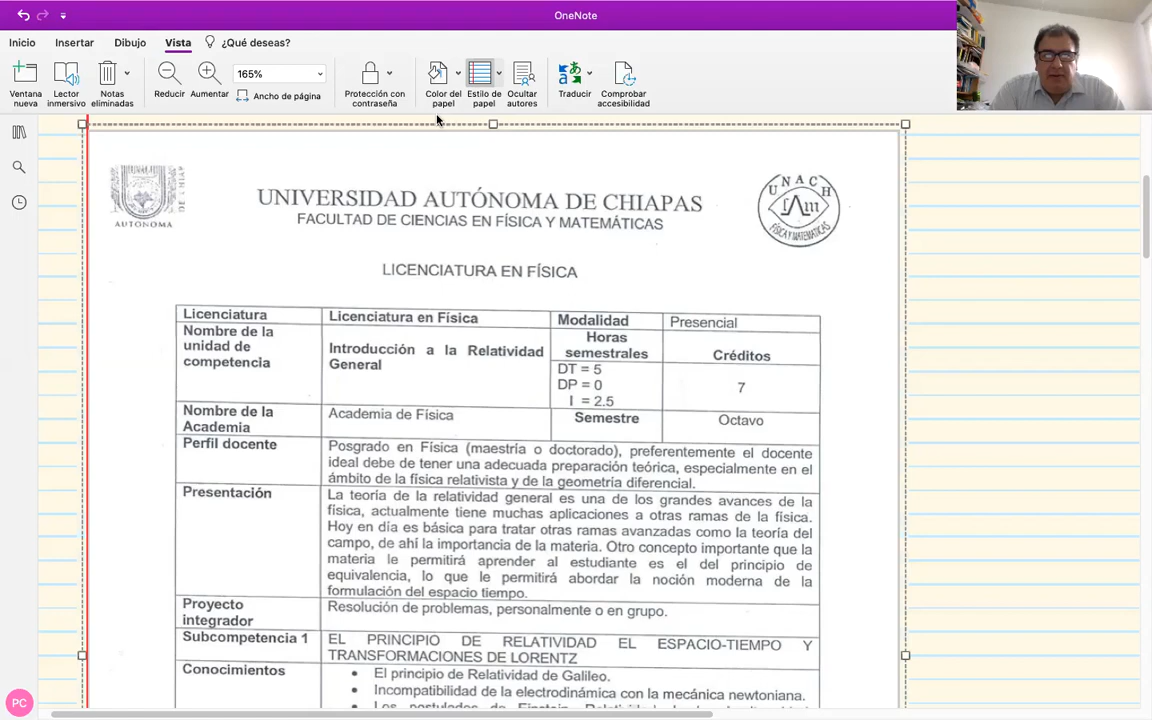 OneNote
Inicio
Insertar
Dibujo
Vista
¿Qué deseas?
165%
Ancho de página
Ventana nueva
Lector inmersivo
Notas eliminadas
Reducir
Aumentar
Protección con contraseña
Color del papel
Estilo de papel
Ocultar autores
Traducir
Comprobar accesibilidad
AUTÓNOMA
UNIVERSIDAD AUTÓNOMA DE CHIAPAS
FACULTAD DE CIENCIAS EN FÍSICA Y MATEMÁTICAS
UNACH
FÍSICA Y MATEMÁTICAS
LICENCIATURA EN FÍSICA
Licenciatura
Licenciatura en Física
Modalidad
Presencial
Nombre de la
unidad de
competencia
Introducción a la Relatividad
General
Horas
semestrales
Créditos
DT = 5
DP = 0
I = 2.5
7
Nombre de la
Academia
Academia de Física
Semestre
Octavo
Perfil docente
Posgrado en Física (maestría o doctorado), preferentemente el docente
ideal debe de tener una adecuada preparación teórica, especialmente en el
ámbito de la física relativista y de la geometría diferencial.
Presentación
La teoría de la relatividad general es una de los grandes avances de la
física, actualmente tiene muchas aplicaciones a otras ramas de la física.
Hoy en día es básica para tratar otras ramas avanzadas como la teoría del
campo, de ahí la importancia de la materia. Otro concepto importante que la
materia le permitirá aprender al estudiante es el del principio de
equivalencia, lo que le permitirá abordar la noción moderna de la
formulación del espacio tiempo.
Proyecto
integrador
Resolución de problemas, personalmente o en grupo.
Subcompetencia 1
EL PRINCIPIO DE RELATIVIDAD EL ESPACIO-TIEMPO Y
TRANSFORMACIONES DE LORENTZ
Conocimientos
• El principio de Relatividad de Galileo.
• Incompatibilidad de la electrodinámica con la mecánica newtoniana.
• Los postulados de Einstein.
PC